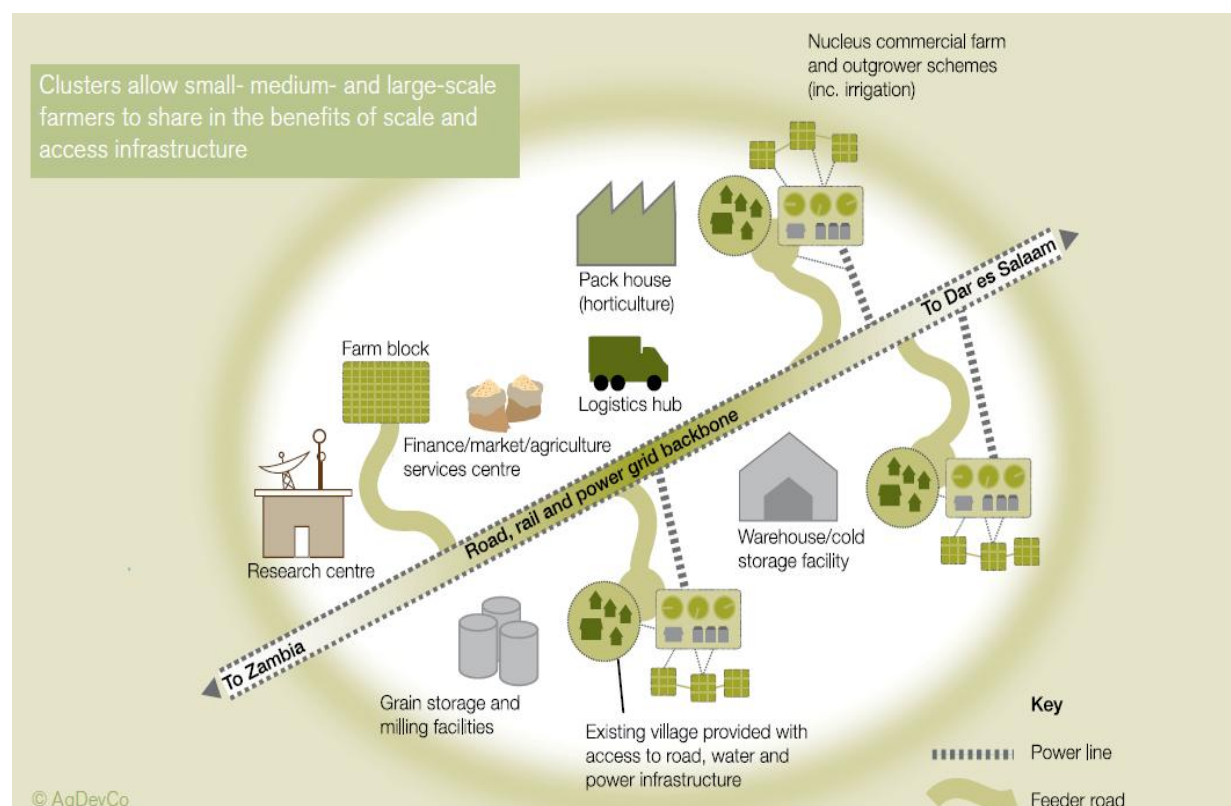 Nucleus commercial farm
and outgrower schemes
(inc. irrigation)
Clusters allow small- medium- and large-scale
farmers to share in the benefits of scale and
access infrastructure
Pack house
(horticulture)
To Dar es Salaam
Farm block
Logistics hub
Finance/market/agriculture
services centre
Road, rail and power grid backbone
Warehouse/cold
storage facility
Research centre
To Zambia
Grain storage and
milling facilities
Existing village provided with
access to road, water and
power infrastructure
Key
Power line
Feeder road
© AgDevCo